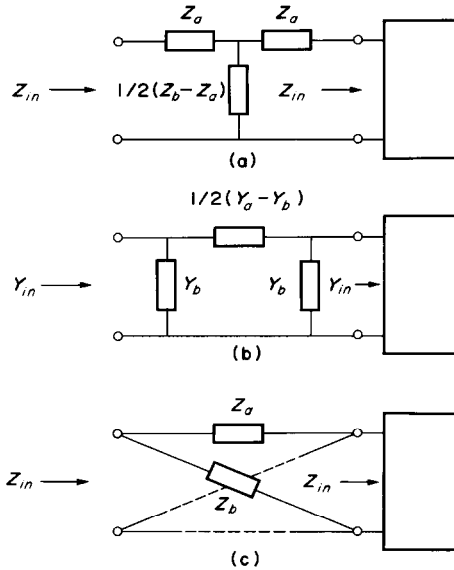 Z_a Z_a
Z_in 1/2(Z_b−Z_a) Z_in
(a)
1/2(Y_a−Y_b)
Y_in Y_b Y_b Y_in
(b)
Z_a
Z_in Z_in
Z_b
(c)